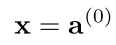 𝐱 = 𝐚⁽⁰⁾